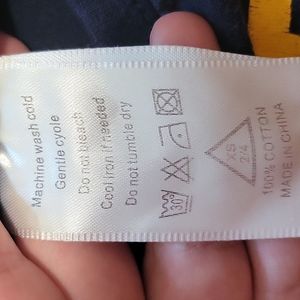 Machine wash cold
Gentle cycle
Do not bleach
Cool iron if needed
Do not tumble dry
30°
XS
2/4
100% COTTON
MADE IN CHINA